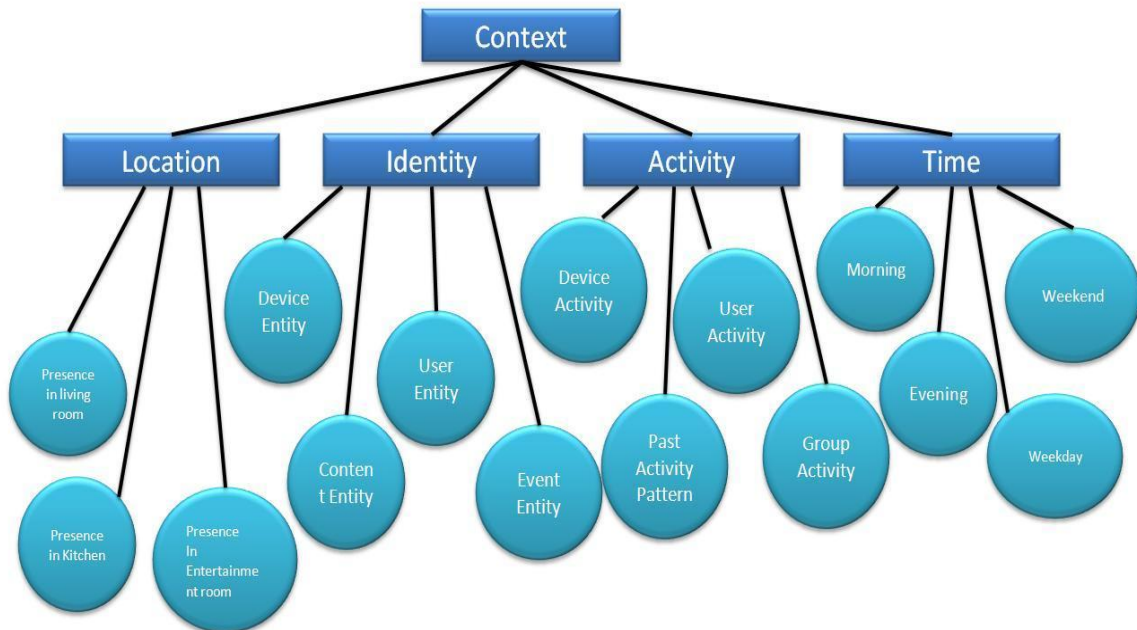 Context
Location
Identity
Activity
Time
Device
Entity
Device
Activity
User
Activity
Morning
Weekend
Presence
in living
room
User
Entity
Evening
Conten
t Entity
Event
Entity
Past
Activity
Pattern
Group
Activity
Weekday
Presence
in Kitchen
Presence
In
Entertainme
nt room